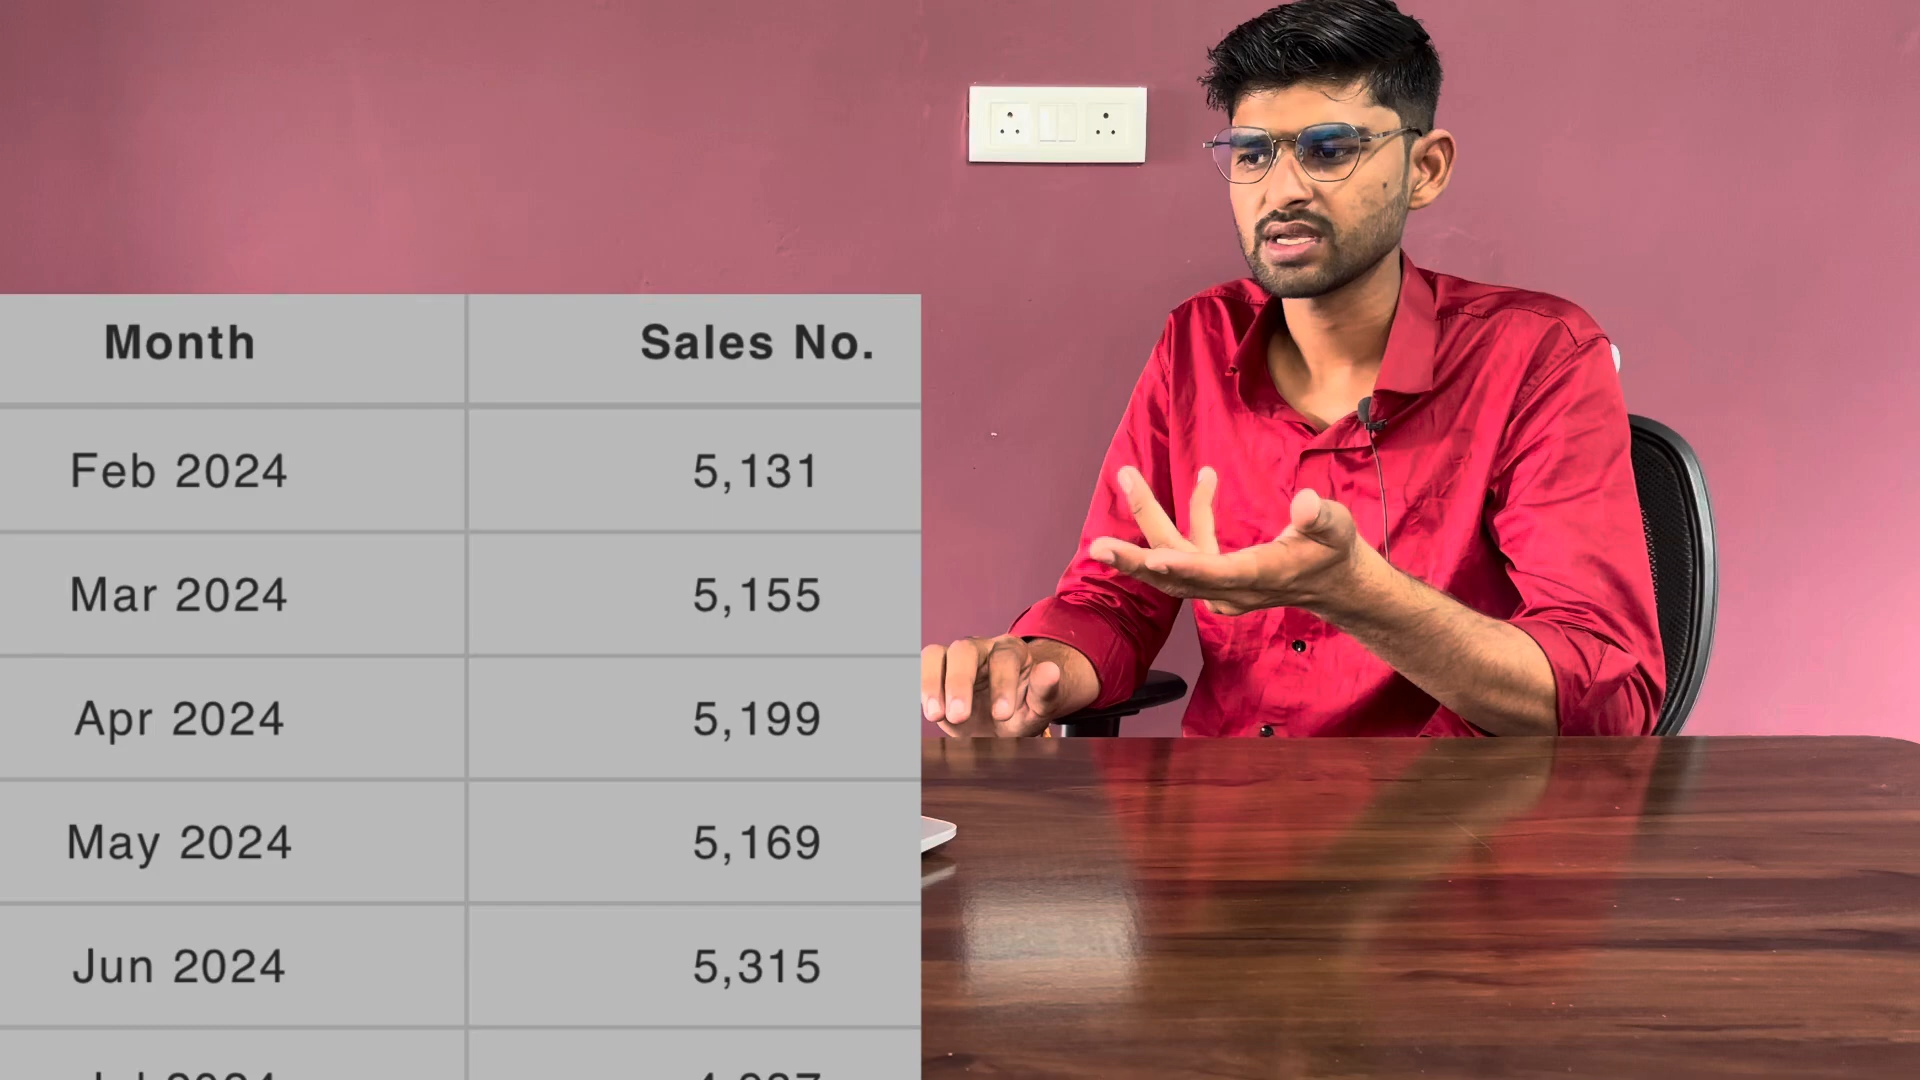 Month Sales No.
Feb 2024 5,131
Mar 2024 5,155
Apr 2024 5,199
May 2024 5,169
Jun 2024 5,315
2024